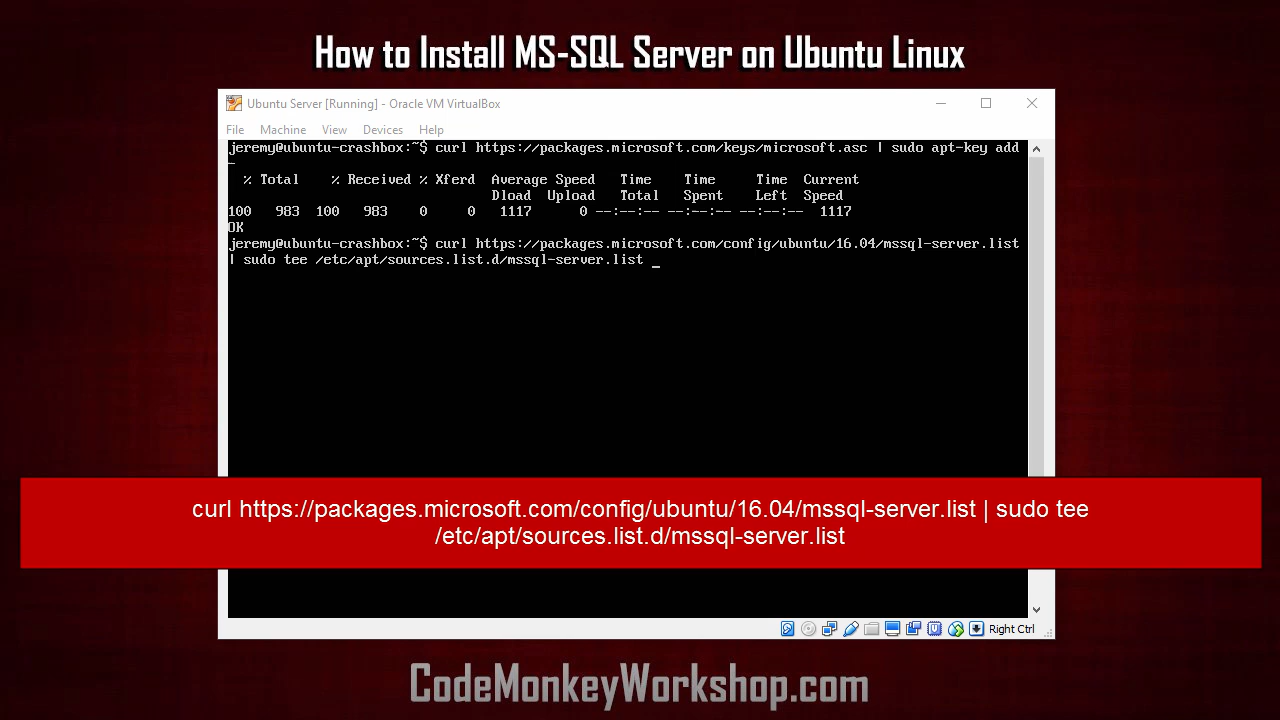 How to Install MS-SQL Server on Ubuntu Linux
Ubuntu Server [Running] - Oracle VM VirtualBox
File Machine View Devices Help
jeremy@ubuntu-crashbox:~$ curl https://packages.microsoft.com/keys/microsoft.asc | sudo apt-key add
-
% Total % Received % Xferd Average Speed Time Time Time Current
Dload Upload Total Spent Left Speed
100 983 100 983 0 0 1117 0 --:--:-- --:--:-- --:--:-- 1117
OK
jeremy@ubuntu-crashbox:~$ curl https://packages.microsoft.com/config/ubuntu/16.04/mssql-server.list
| sudo tee /etc/apt/sources.list.d/mssql-server.list _
curl https://packages.microsoft.com/config/ubuntu/16.04/mssql-server.list | sudo tee
/etc/apt/sources.list.d/mssql-server.list
Right Ctrl
CodeMonkeyWorkshop.com